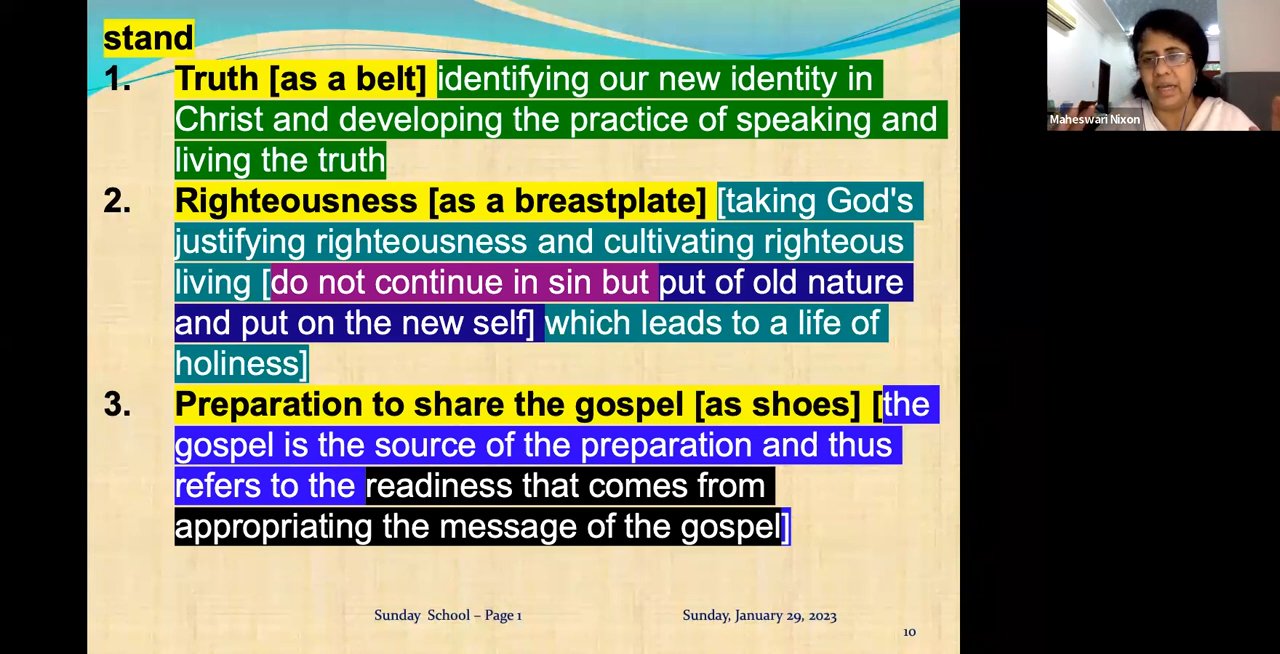 stand
1. Truth [as a belt] identifying our new identity in
Christ and developing the practice of speaking and
living the truth
2. Righteousness [as a breastplate] [taking God's
justifying righteousness and cultivating righteous
living [do not continue in sin but put of old nature
and put on the new self] which leads to a life of
holiness]
3. Preparation to share the gospel [as shoes] [the
gospel is the source of the preparation and thus
refers to the readiness that comes from
appropriating the message of the gospel]
Sunday School – Page 1
Sunday, January 29, 2023
10
Maheswari Nixon